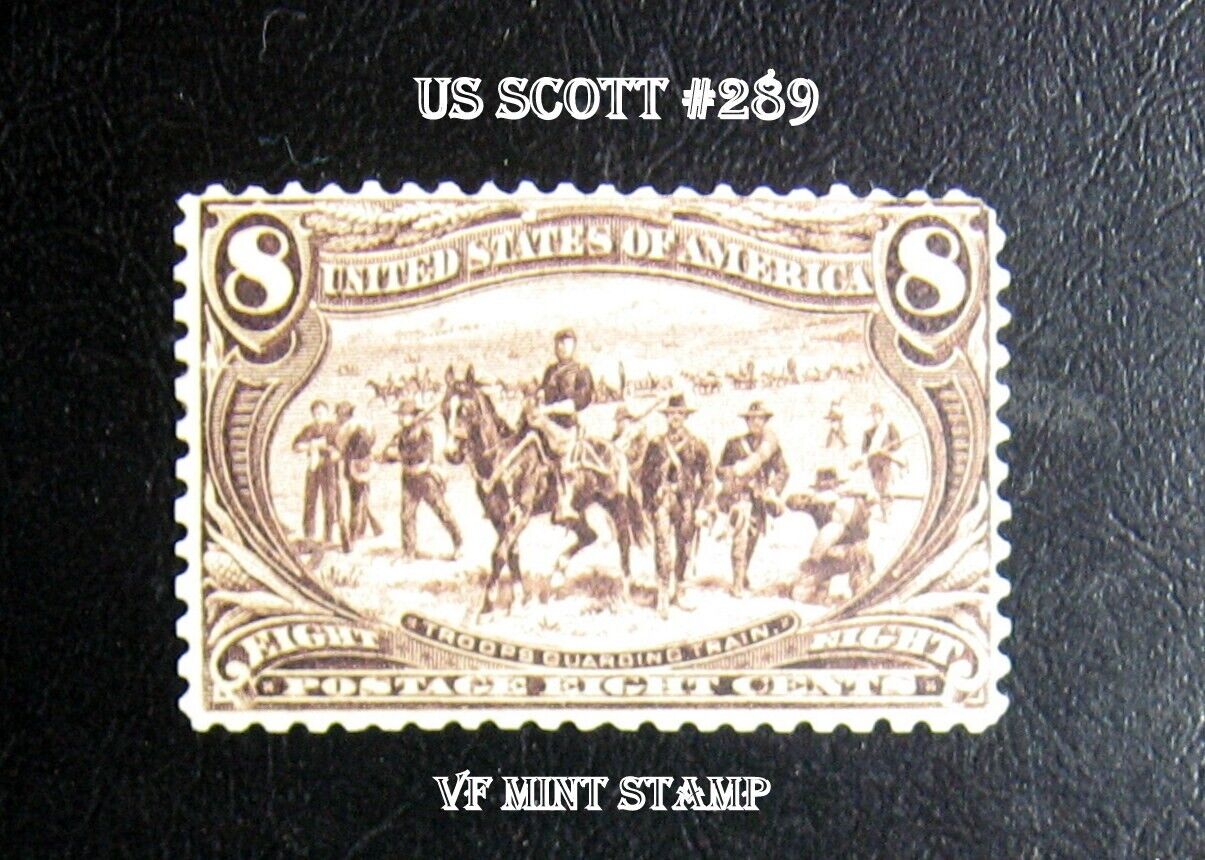 US SCOTT #289
8 8
UNITED STATES OF AMERICA
"TROOPS GUARDING TRAIN."
EIGHT EIGHT
POSTAGE EIGHT CENTS
VF MINT STAMP